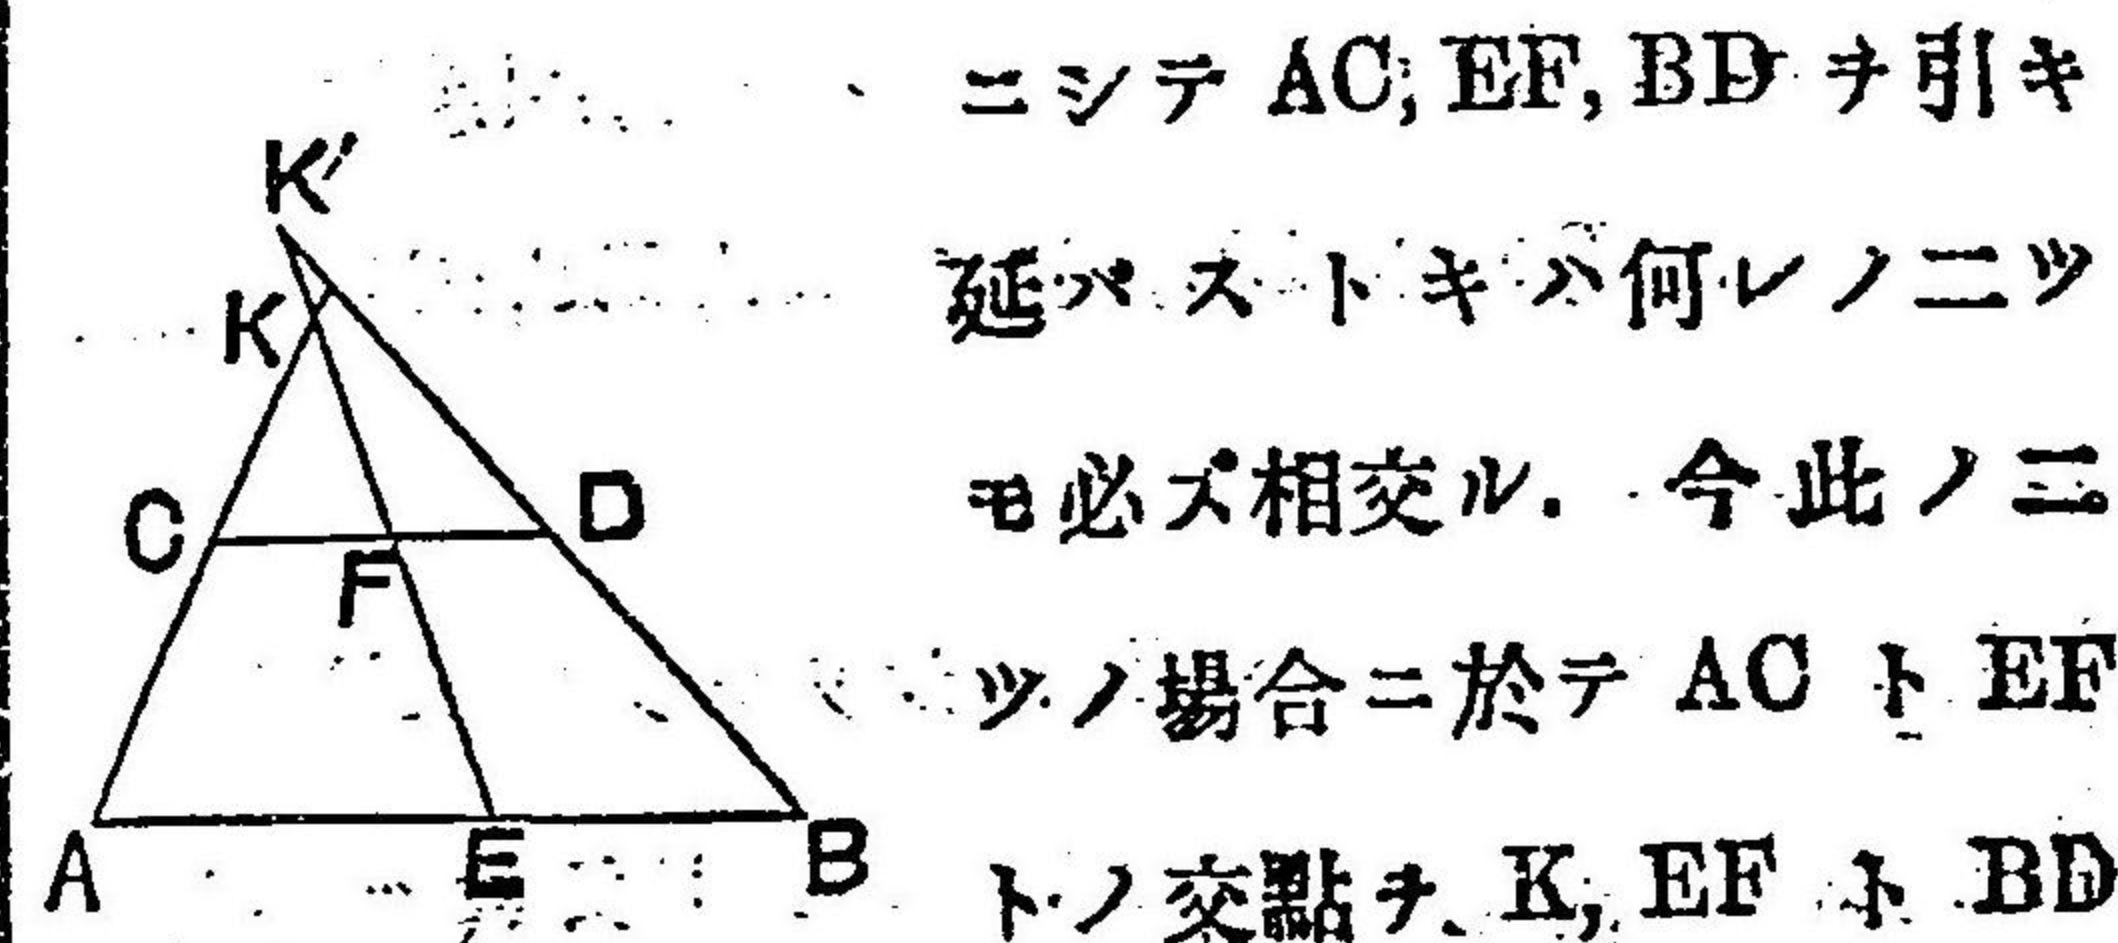 ニシテ AC, EF, BD ヲ引キ
延バストキハ何レノ二ツ
モ必ズ相交ル. 今此ノ三
ツノ場合ニ於テ AC ト EF
トノ交點ヲ K, EF ト BD
K'
K
C
D
F
A
E
B